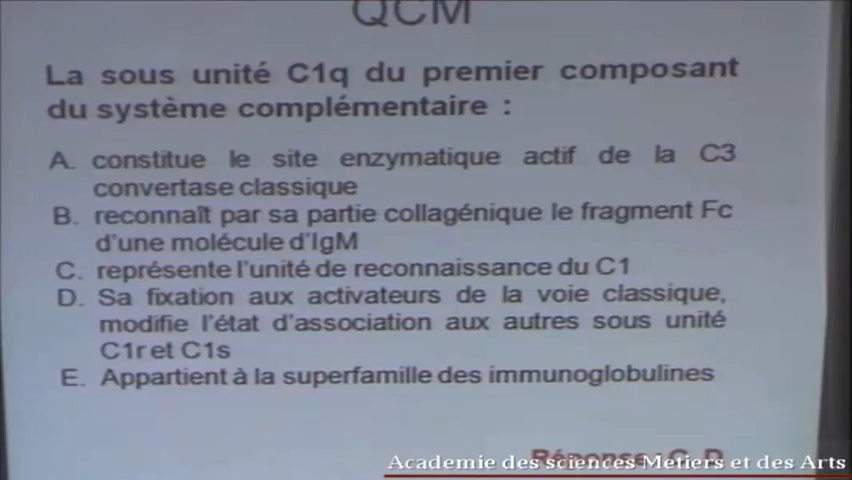 QCM
La sous unité C1q du premier composant
du système complémentaire :
A. constitue le site enzymatique actif de la C3
convertase classique
B. reconnaît par sa partie collagénique le fragment Fc
d'une molécule d'IgM
C. représente l'unité de reconnaissance du C1
D. Sa fixation aux activateurs de la voie classique,
modifie l'état d'association aux autres sous unité
C1r et C1s
E. Appartient à la superfamille des immunoglobulines
Réponse : C, D
Academie des sciences Metiers et des Arts